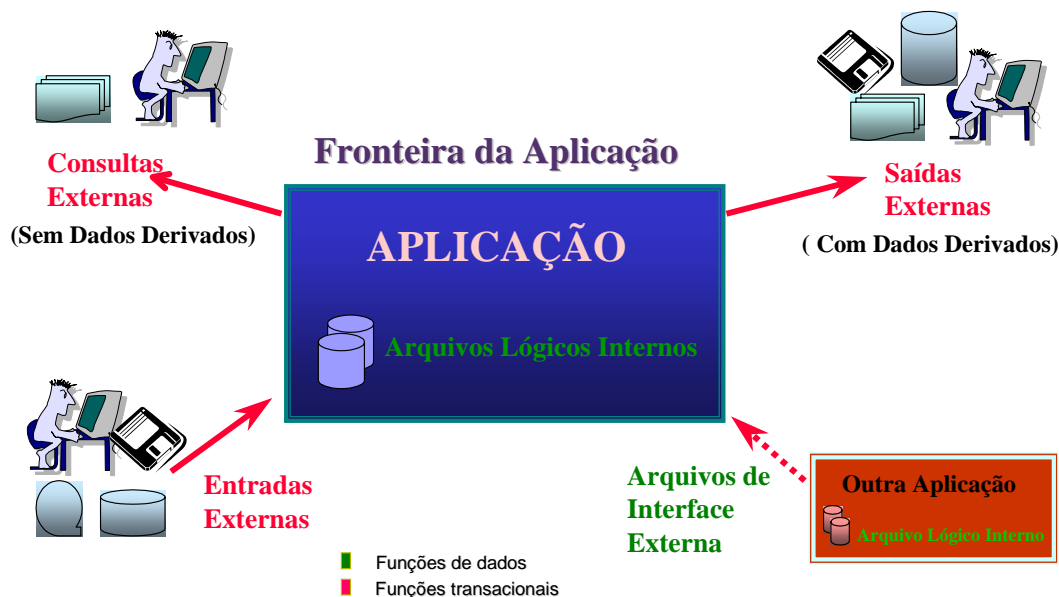 Consultas
Externas
(Sem Dados Derivados)
Fronteira da Aplicação
Saídas
Externas
( Com Dados Derivados)
APLICAÇÃO
Arquivos Lógicos Internos
Entradas
Externas
Arquivos de
Interface
Externa
Outra Aplicação
Arquivo Lógico Interno
Funções de dados
Funções transacionais